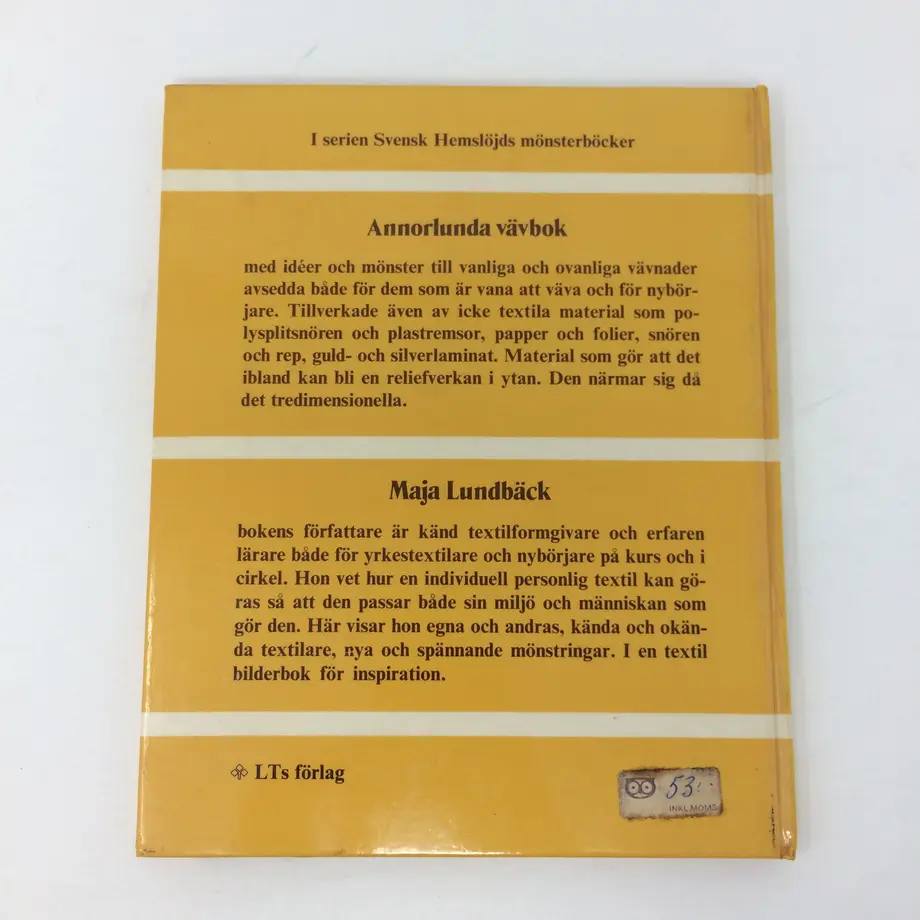 I serien Svensk Hemslöjds mönsterböcker
Annorlunda vävbok
med idéer och mönster till vanliga och ovanliga vävnader
avsedda både för dem som är vana att väva och för nybör-
jare. Tillverkade även av icke textila material som po-
lysplitsnören och plastremsor, papper och folier, snören
och rep, guld- och silverlaminat. Material som gör att det
ibland kan bli en reliefverkan i ytan. Den närmar sig då
det tredimensionella.
Maja Lundbäck
bokens författare är känd textilformgivare och erfaren
lärare både för yrkestextilare och nybörjare på kurs och i
cirkel. Hon vet hur en individuell personlig textil kan gö-
ras så att den passar både sin miljö och människan som
gör den. Här visar hon egna och andras, kända och okän-
da textilare, nya och spännande mönstringar. I en textil
bilderbok för inspiration.
LTs förlag
53:-
INKL MOMS